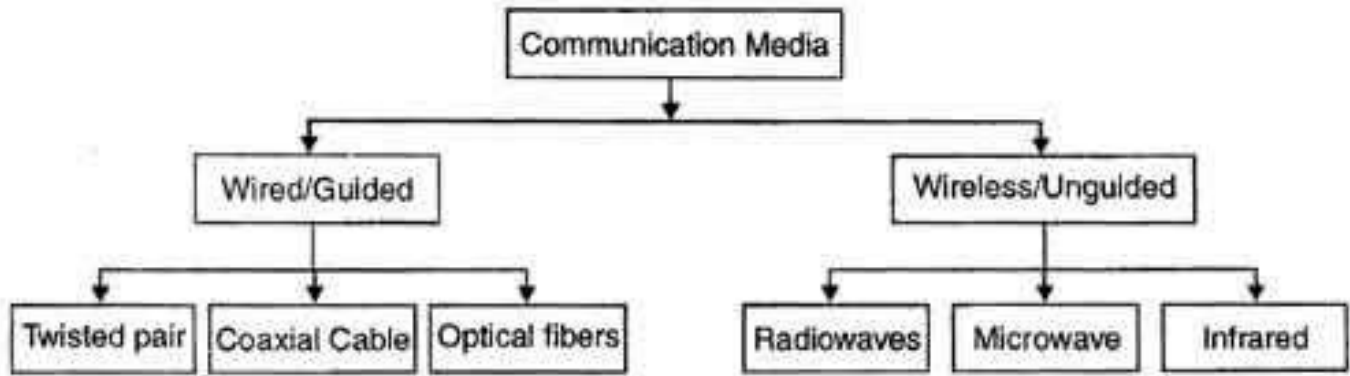 Communication Media
Wired/Guided
Wireless/Unguided
Twisted pair
Coaxial Cable
Optical fibers
Radiowaves
Microwave
Infrared